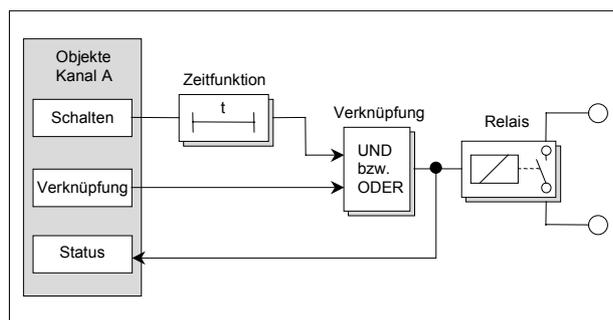 Objekte
Kanal A
Schalten
Verknüpfung
Status
Zeitfunktion
t
Verknüpfung
UND
bzw.
ODER
Relais